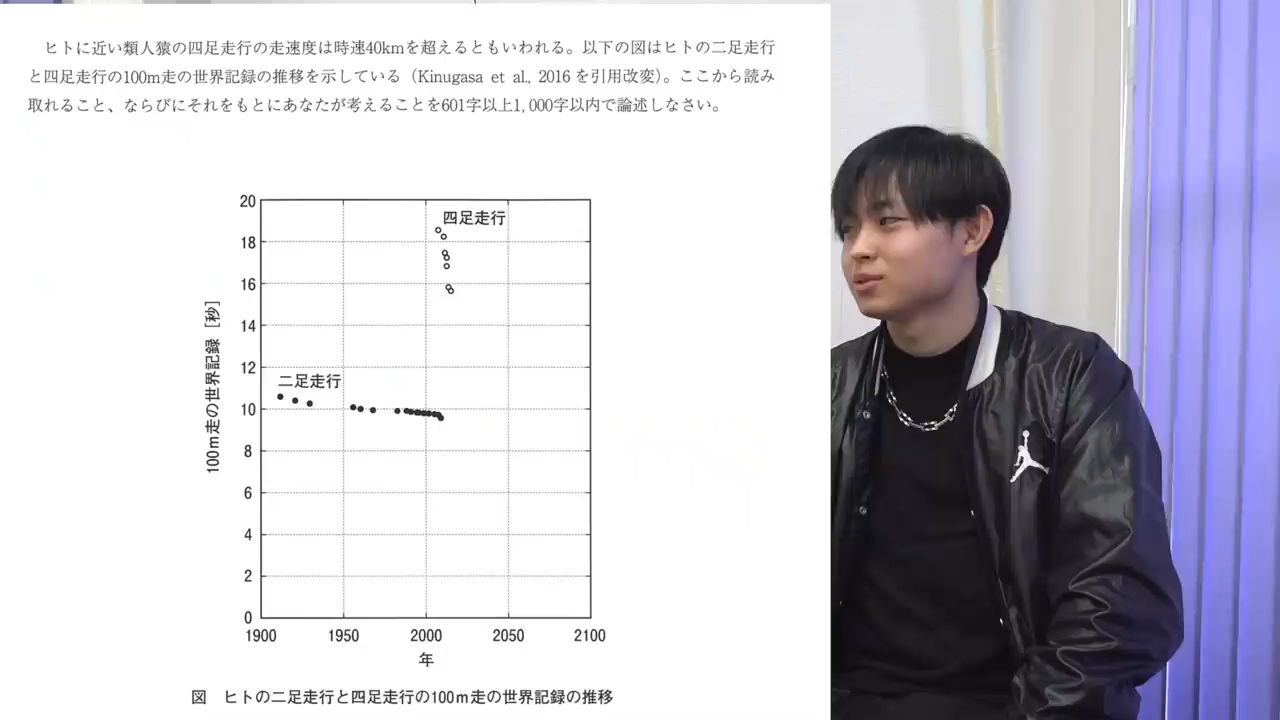 ヒトに近い類人猿の四足走行の走速度は時速40kmを超えるともいわれる。以下の図はヒトの二足走行
と四足走行の100m走の世界記録の推移を示している（Kinugasa et al., 2016 を引用改変）。ここから読み
取れること、ならびにそれをもとにあなたが考えることを601字以上1,000字以内で論述しなさい。
20
四足走行
18
16
14
12
二足走行
10
8
6
4
2
0
100m走の世界記録［秒］
1900 1950 2000 2050 2100
年
図　ヒトの二足走行と四足走行の100m走の世界記録の推移